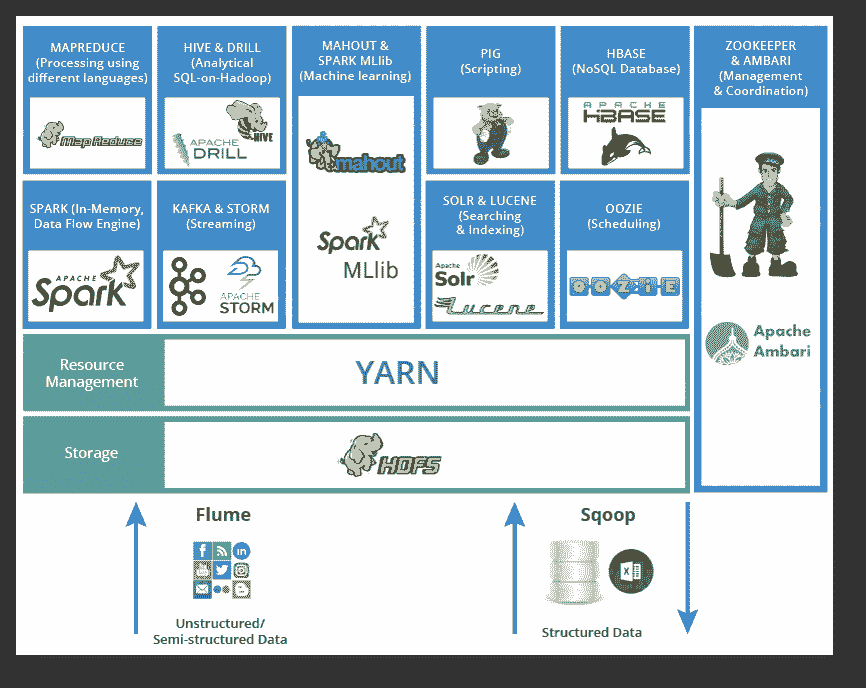 MAPREDUCE
(Processing using
different languages)
Map Reduce
HIVE & DRILL
(Analytical
SQL-on-Hadoop)
HIVE
APACHE
DRILL
MAHOUT &
SPARK MLlib
(Machine learning)
mahout
Spark
MLlib
PIG
(Scripting)
HBASE
(NoSQL Database)
APACHE
HBASE
ZOOKEEPER
& AMBARI
(Management
& Coordination)
Apache
Ambari
SPARK (In-Memory,
Data Flow Engine)
APACHE
Spark
KAFKA & STORM
(Streaming)
APACHE
STORM
SOLR & LUCENE
(Searching
& Indexing)
Apache
Solr
Lucene
OOZIE
(Scheduling)
OOZIE
Resource
Management
YARN
Storage
HDFS
Flume
Unstructured/
Semi-structured Data
Sqoop
Structured Data